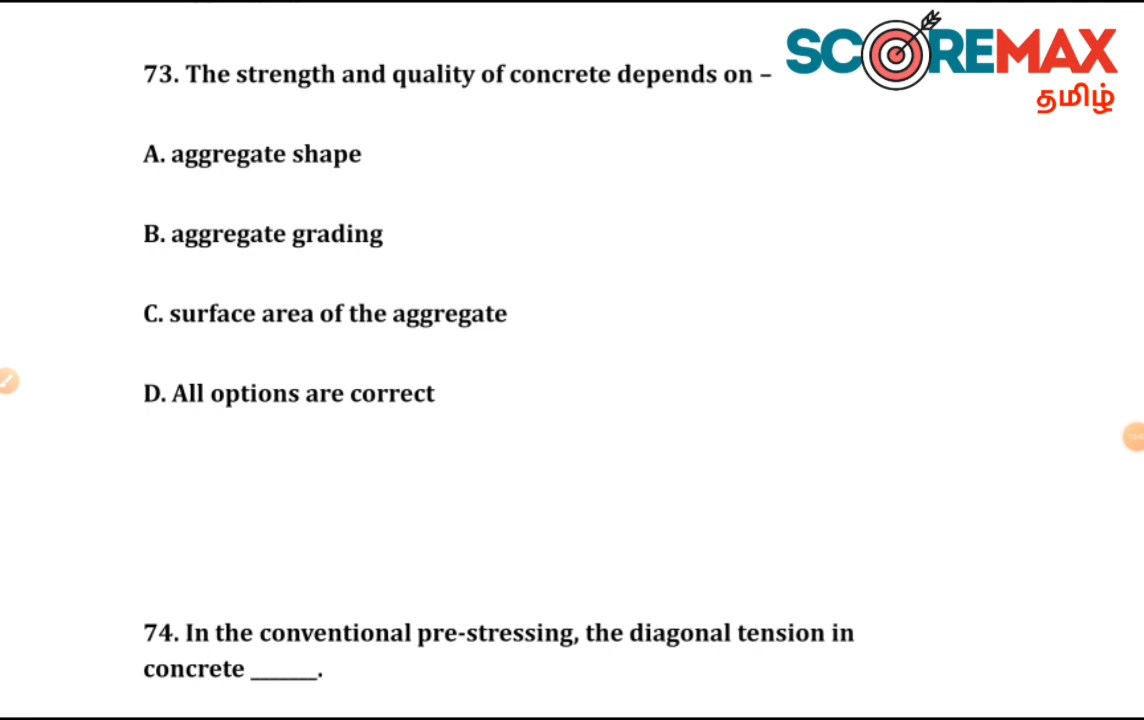 SCOREMAX
தமிழ்
73. The strength and quality of concrete depends on –
A. aggregate shape
B. aggregate grading
C. surface area of the aggregate
D. All options are correct
74. In the conventional pre-stressing, the diagonal tension in
concrete ______.